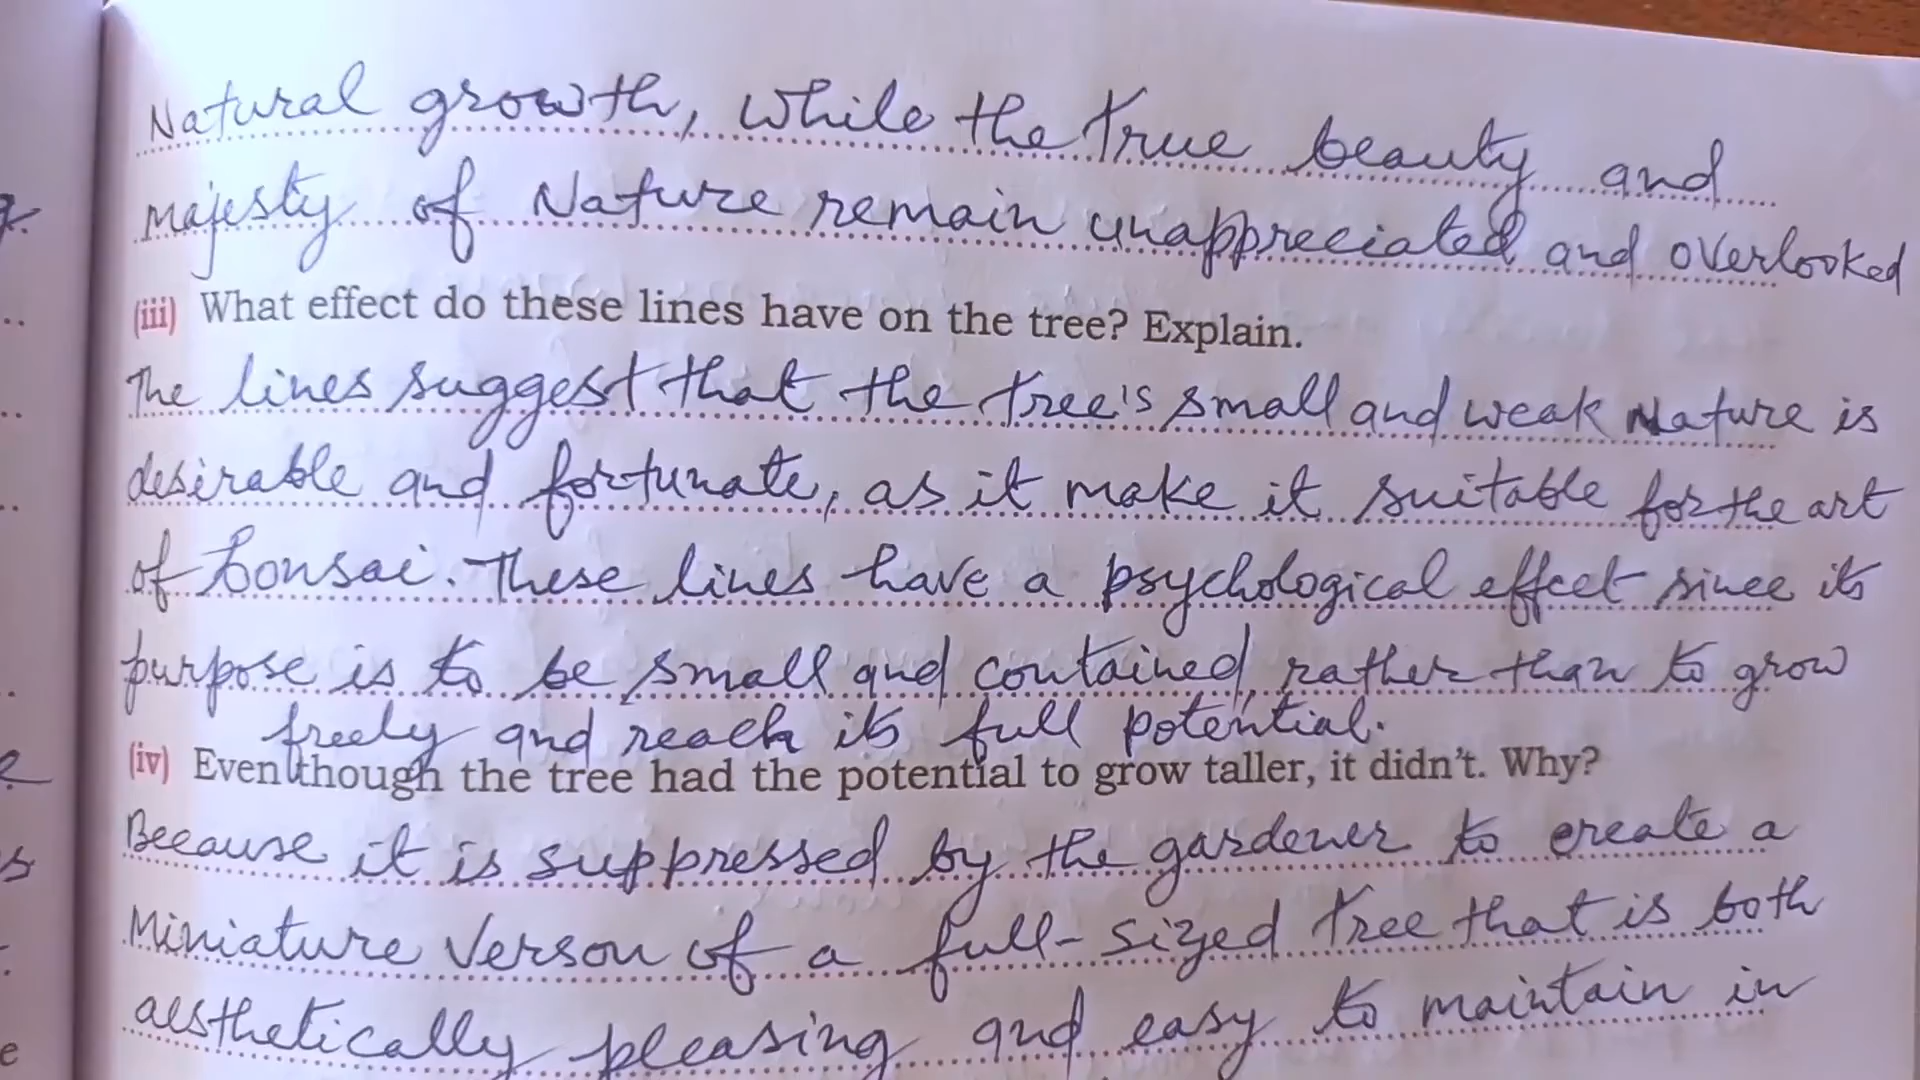 Natural growth, while the true beauty and
majesty of Nature remain unappreciated and overlooked
(iii) What effect do these lines have on the tree? Explain.
The lines suggest that the tree's small and weak Nature is
desirable and fortunate, as it make it suitable for the art
of bonsai. These lines have a psychological effect since its
purpose is to be small and contained, rather than to grow
freely and reach its full potential.
(iv) Even though the tree had the potential to grow taller, it didn't. Why?
Because it is suppressed by the gardener to create a
Miniature Verson of a full-sized tree that is both
aesthetically pleasing and easy to maintain in